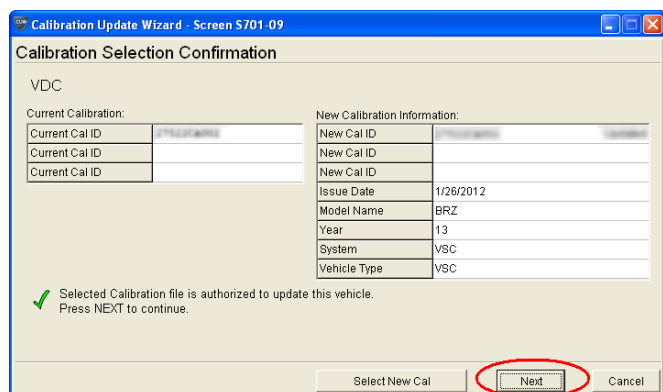 Calibration Update Wizard - Screen S701-09
Calibration Selection Confirmation
VDC
Current Calibration:
Current Cal ID
Current Cal ID
Current Cal ID
New Calibration Information:
New Cal ID
New Cal ID
New Cal ID
Issue Date 1/26/2012
Model Name BRZ
Year 13
System VSC
Vehicle Type VSC
Selected Calibration file is authorized to update this vehicle.
Press NEXT to continue.
Select New Cal Next Cancel